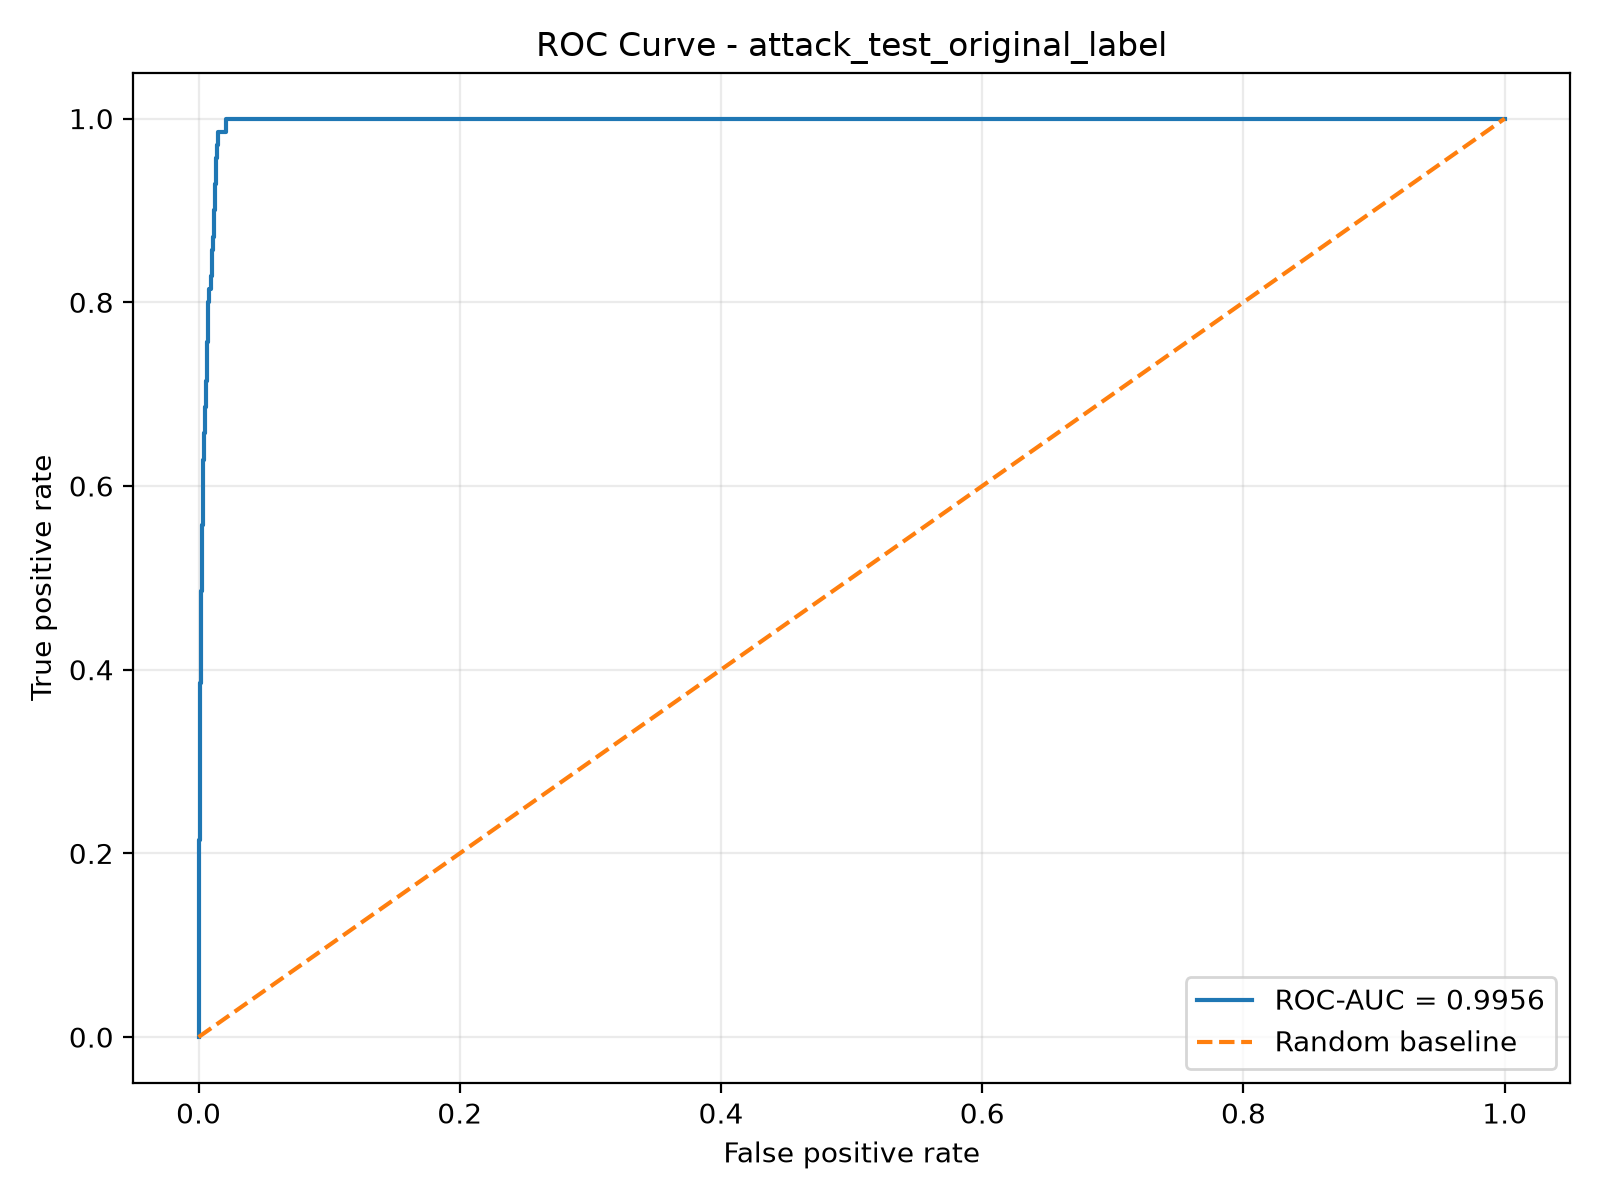 ROC Curve - attack_test_original_label
True positive rate
1.0
0.8
0.6
0.4
0.2
0.0
ROC-AUC = 0.9956
Random baseline
0.0 0.2 0.4 0.6 0.8 1.0
False positive rate